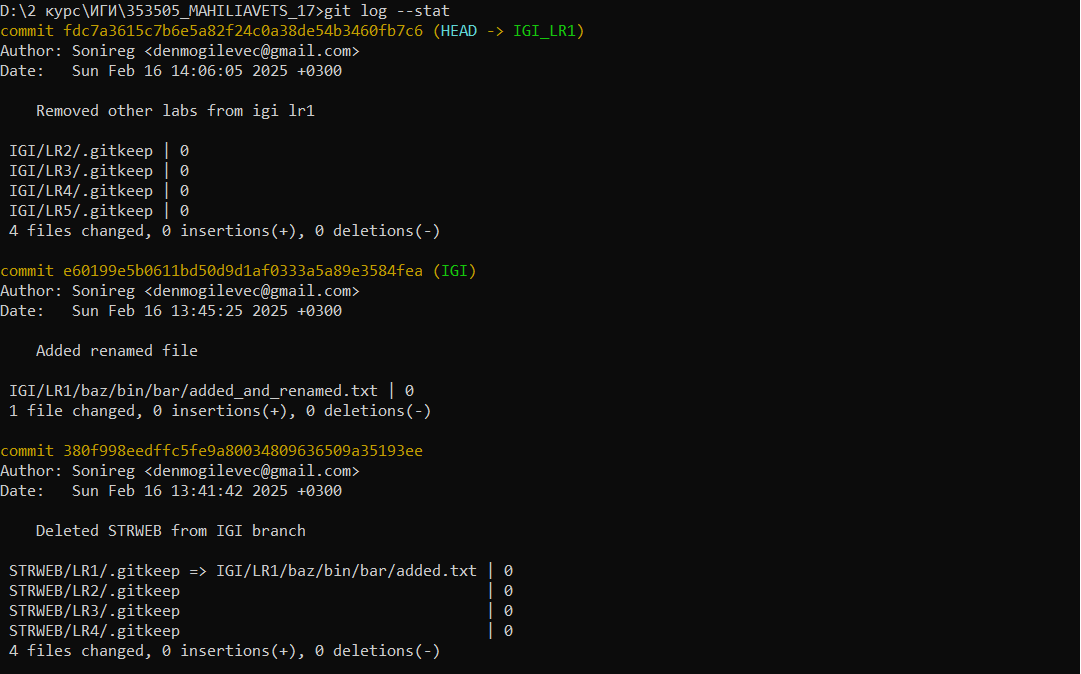 D:\2 курс\ИГИ\353505_MAHILIAVETS_17>git log --stat
commit fdc7a3615c7b6e5a82f24c0a38de54b3460fb7c6 (HEAD -> IGI_LR1)
Author: Sonireg <denmogilevec@gmail.com>
Date:   Sun Feb 16 14:06:05 2025 +0300

    Removed other labs from igi lr1

 IGI/LR2/.gitkeep | 0
 IGI/LR3/.gitkeep | 0
 IGI/LR4/.gitkeep | 0
 IGI/LR5/.gitkeep | 0
 4 files changed, 0 insertions(+), 0 deletions(-)

commit e60199e5b0611bd50d9d1af0333a5a89e3584fea (IGI)
Author: Sonireg <denmogilevec@gmail.com>
Date:   Sun Feb 16 13:45:25 2025 +0300

    Added renamed file

 IGI/LR1/baz/bin/bar/added_and_renamed.txt | 0
 1 file changed, 0 insertions(+), 0 deletions(-)

commit 380f998eedffc5fe9a80034809636509a35193ee
Author: Sonireg <denmogilevec@gmail.com>
Date:   Sun Feb 16 13:41:42 2025 +0300

    Deleted STRWEB from IGI branch

 STRWEB/LR1/.gitkeep => IGI/LR1/baz/bin/bar/added.txt | 0
 STRWEB/LR2/.gitkeep                                  | 0
 STRWEB/LR3/.gitkeep                                  | 0
 STRWEB/LR4/.gitkeep                                  | 0
 4 files changed, 0 insertions(+), 0 deletions(-)